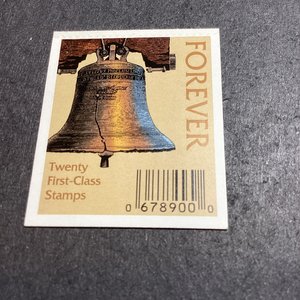 FOREVER
Twenty
First-Class
Stamps
0 678900 0